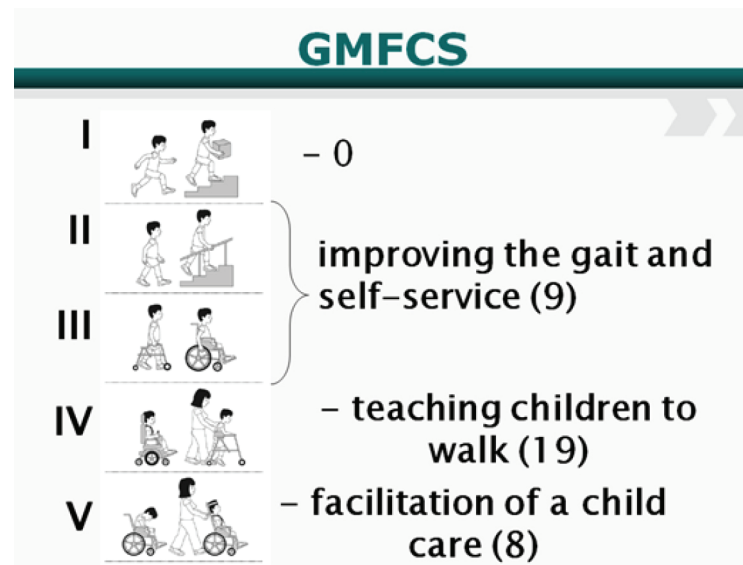 GMFCS
I
– 0
II
improving the gait and
self–service (9)
III
IV
– teaching children to
walk (19)
V
– facilitation of a child
care (8)